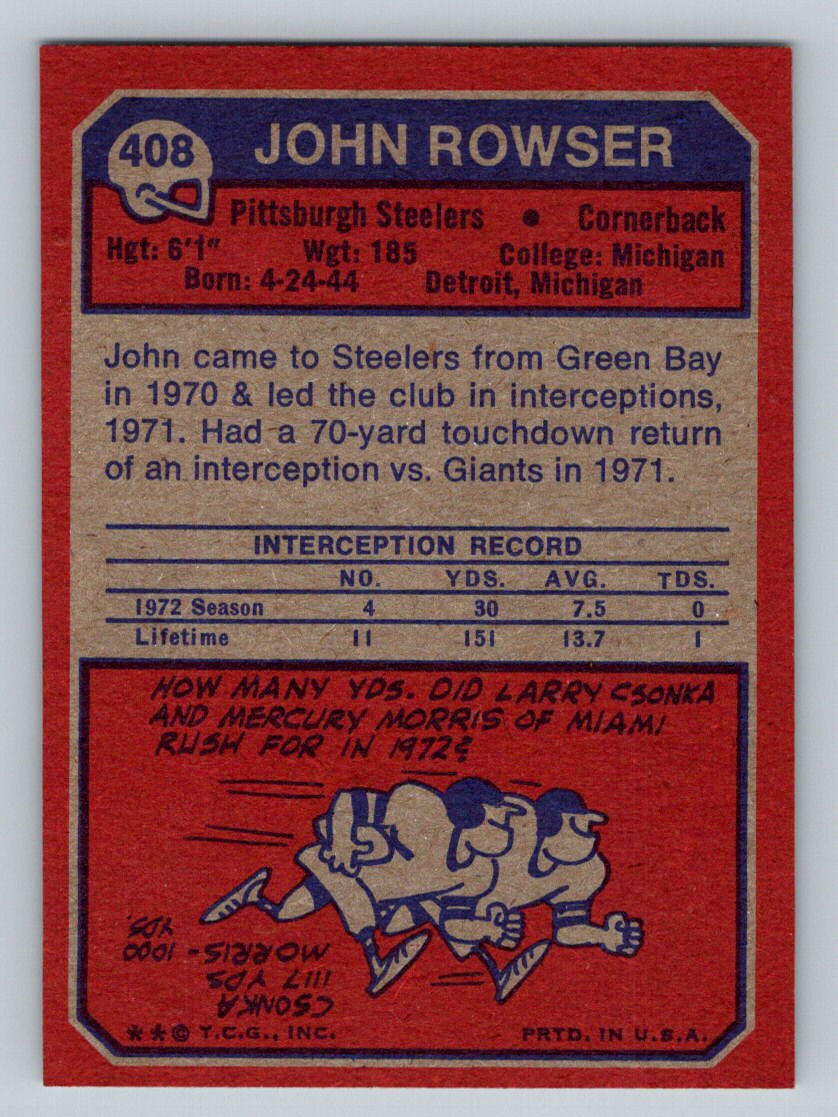 408
JOHN ROWSER
Pittsburgh Steelers • Cornerback
Hgt: 6'1" Wgt: 185 College: Michigan
Born: 4-24-44 Detroit, Michigan
John came to Steelers from Green Bay
in 1970 & led the club in interceptions,
1971. Had a 70-yard touchdown return
of an interception vs. Giants in 1971.
INTERCEPTION RECORD
NO. YDS. AVG. TDS.
1972 Season 4 30 7.5 0
Lifetime 11 151 13.7 1
HOW MANY YDS. DID LARRY CSONKA
AND MERCURY MORRIS OF MIAMI
RUSH FOR IN 1972?
CSONKA
1117 YDS
MORRIS - 1000
YDS.
**© T.C.G., INC. PRTD. IN U.S.A.